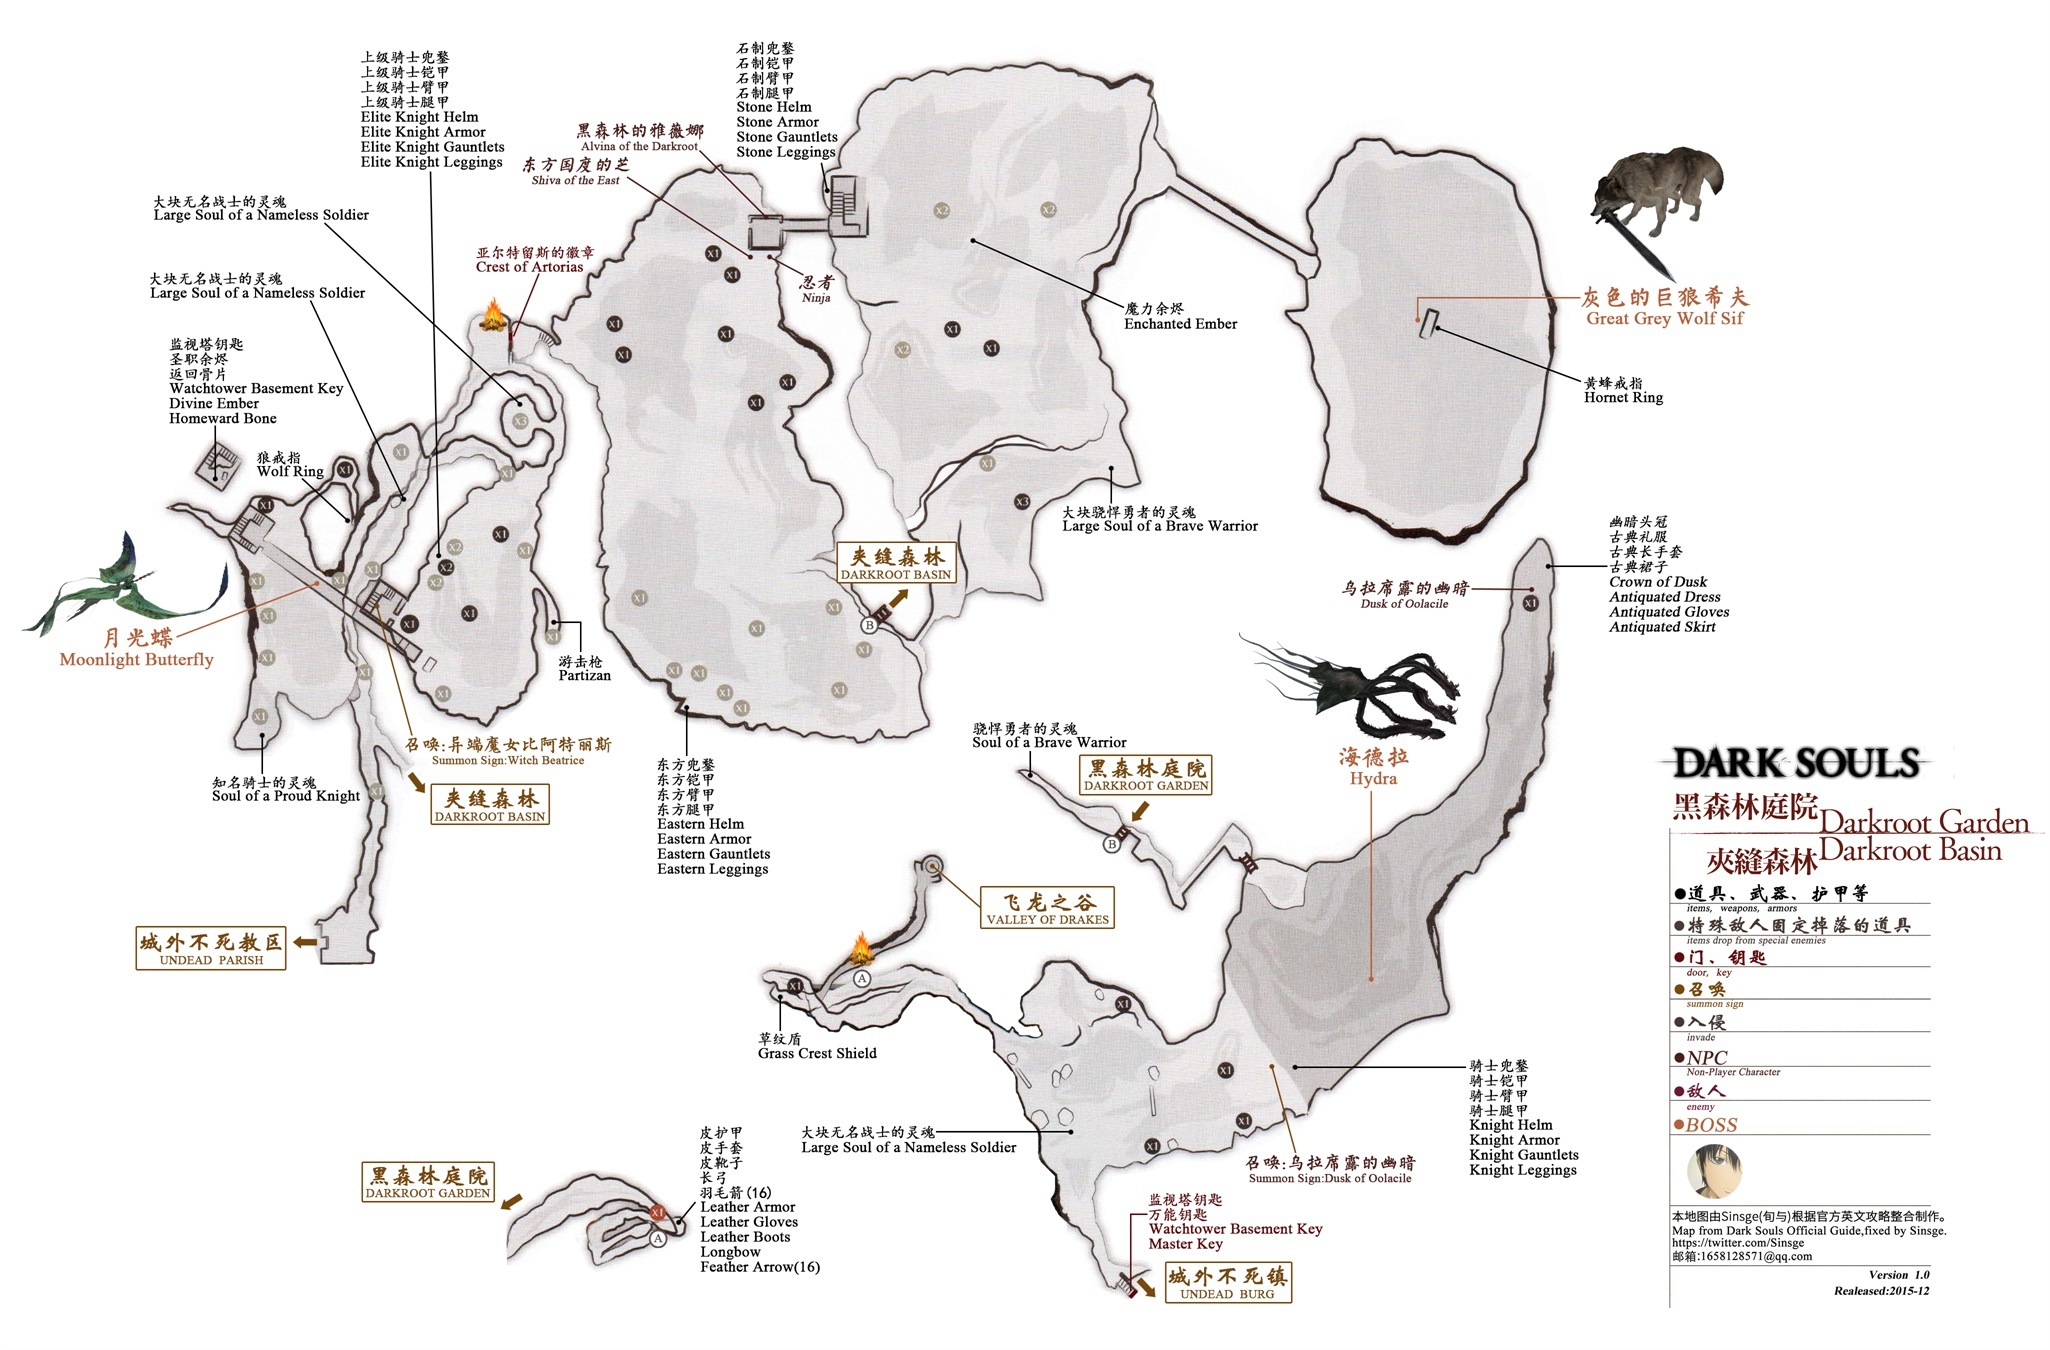 上级骑士兜鍪
上级骑士铠甲
上级骑士臂甲
上级骑士腿甲
Elite Knight Helm
Elite Knight Armor
Elite Knight Gauntlets
Elite Knight Leggings
石制兜鍪
石制铠甲
石制臂甲
石制腿甲
Stone Helm
Stone Armor
Stone Gauntlets
Stone Leggings
黑森林的雅薇娜
Alvina of the Darkroot
东方国度的芝
Shiva of the East
大块无名战士的灵魂
Large Soul of a Nameless Soldier
亚尔特留斯的徽章
Crest of Artorias
忍者
Ninja
大块无名战士的灵魂
Large Soul of a Nameless Soldier
魔力余烬
Enchanted Ember
灰色的巨狼希夫
Great Grey Wolf Sif
黄蜂戒指
Hornet Ring
监视塔钥匙
圣职余烬
返回骨片
Watchtower Basement Key
Divine Ember
Homeward Bone
狼戒指
Wolf Ring
大块骁悍勇者的灵魂
Large Soul of a Brave Warrior
夹缝森林
DARKROOT BASIN
B
幽暗头冠
古典礼服
古典长手套
古典裙子
Crown of Dusk
Antiquated Dress
Antiquated Gloves
Antiquated Skirt
乌拉席露的幽暗
Dusk of Oolacile
月光蝶
Moonlight Butterfly
游击枪
Partizan
召唤:异端魔女比阿特丽斯
Summon Sign:Witch Beatrice
知名骑士的灵魂
Soul of a Proud Knight
夹缝森林
DARKROOT BASIN
东方兜鍪
东方铠甲
东方臂甲
东方腿甲
Eastern Helm
Eastern Armor
Eastern Gauntlets
Eastern Leggings
骁悍勇者的灵魂
Soul of a Brave Warrior
黑森林庭院
DARKROOT GARDEN
B
海德拉
Hydra
城外不死教区
UNDEAD PARISH
飞龙之谷
VALLEY OF DRAKES
A
草纹盾
Grass Crest Shield
大块无名战士的灵魂
Large Soul of a Nameless Soldier
骑士兜鍪
骑士铠甲
骑士臂甲
骑士腿甲
Knight Helm
Knight Armor
Knight Gauntlets
Knight Leggings
召唤:乌拉席露的幽暗
Summon Sign:Dusk of Oolacile
监视塔钥匙
万能钥匙
Watchtower Basement Key
Master Key
城外不死镇
UNDEAD BURG
黑森林庭院
DARKROOT GARDEN
皮护甲
皮手套
皮靴子
长弓
羽毛箭(16)
Leather Armor
Leather Gloves
Leather Boots
Longbow
Feather Arrow(16)
x1
A
DARK SOULS
黑森林庭院 Darkroot Garden
夾縫森林 Darkroot Basin
道具、武器、护甲等
items, weapons, armors
特殊敌人固定掉落的道具
items drop from special enemies
门、钥匙
door, key
召唤
summon sign
入侵
invade
NPC
Non-Player Character
敌人
enemy
BOSS
本地图由Sinsge(旬与)根据官方英文攻略整合制作。
Map from Dark Souls Official Guide,fixed by Sinsge.
https://twitter.com/Sinsge
邮箱:1658128571@qq.com
Version 1.0
Realeased:2015-12